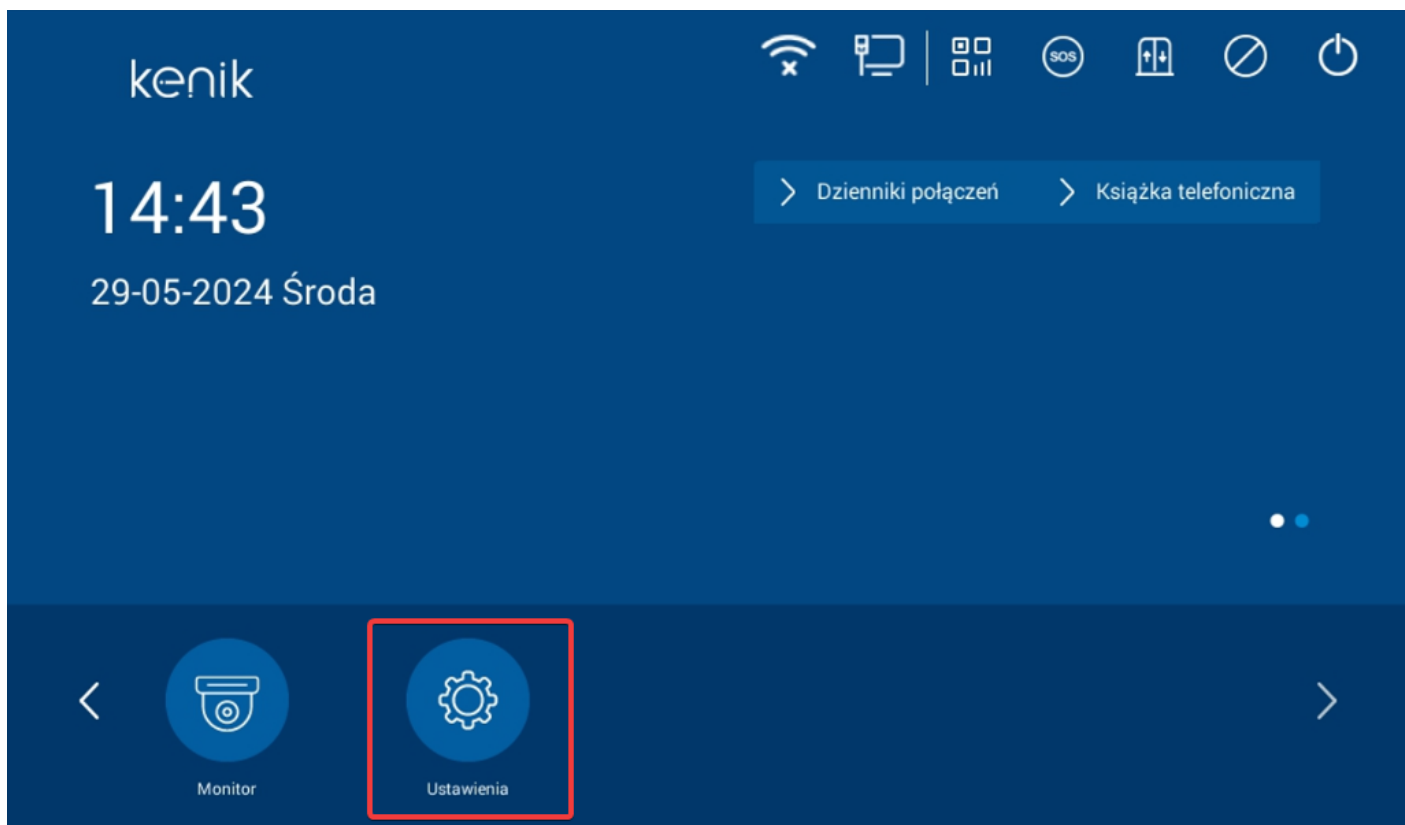 kenik
SOS
14:43
Dzienniki połączeń
Książka telefoniczna
29-05-2024 Środa
Monitor
Ustawienia